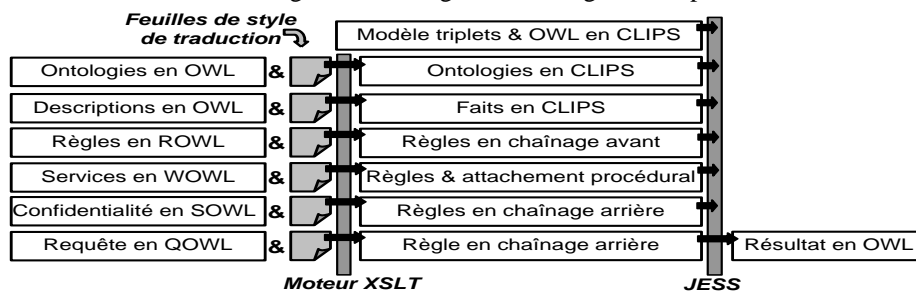 Feuilles de style
de traduction
Modèle triplets & OWL en CLIPS
Ontologies en OWL & Ontologies en CLIPS
Descriptions en OWL & Faits en CLIPS
Règles en ROWL & Règles en chaînage avant
Services en WOWL & Règles & attachement procédural
Confidentialité en SOWL & Règles en chaînage arrière
Requête en QOWL & Règle en chaînage arrière Résultat en OWL
Moteur XSLT JESS